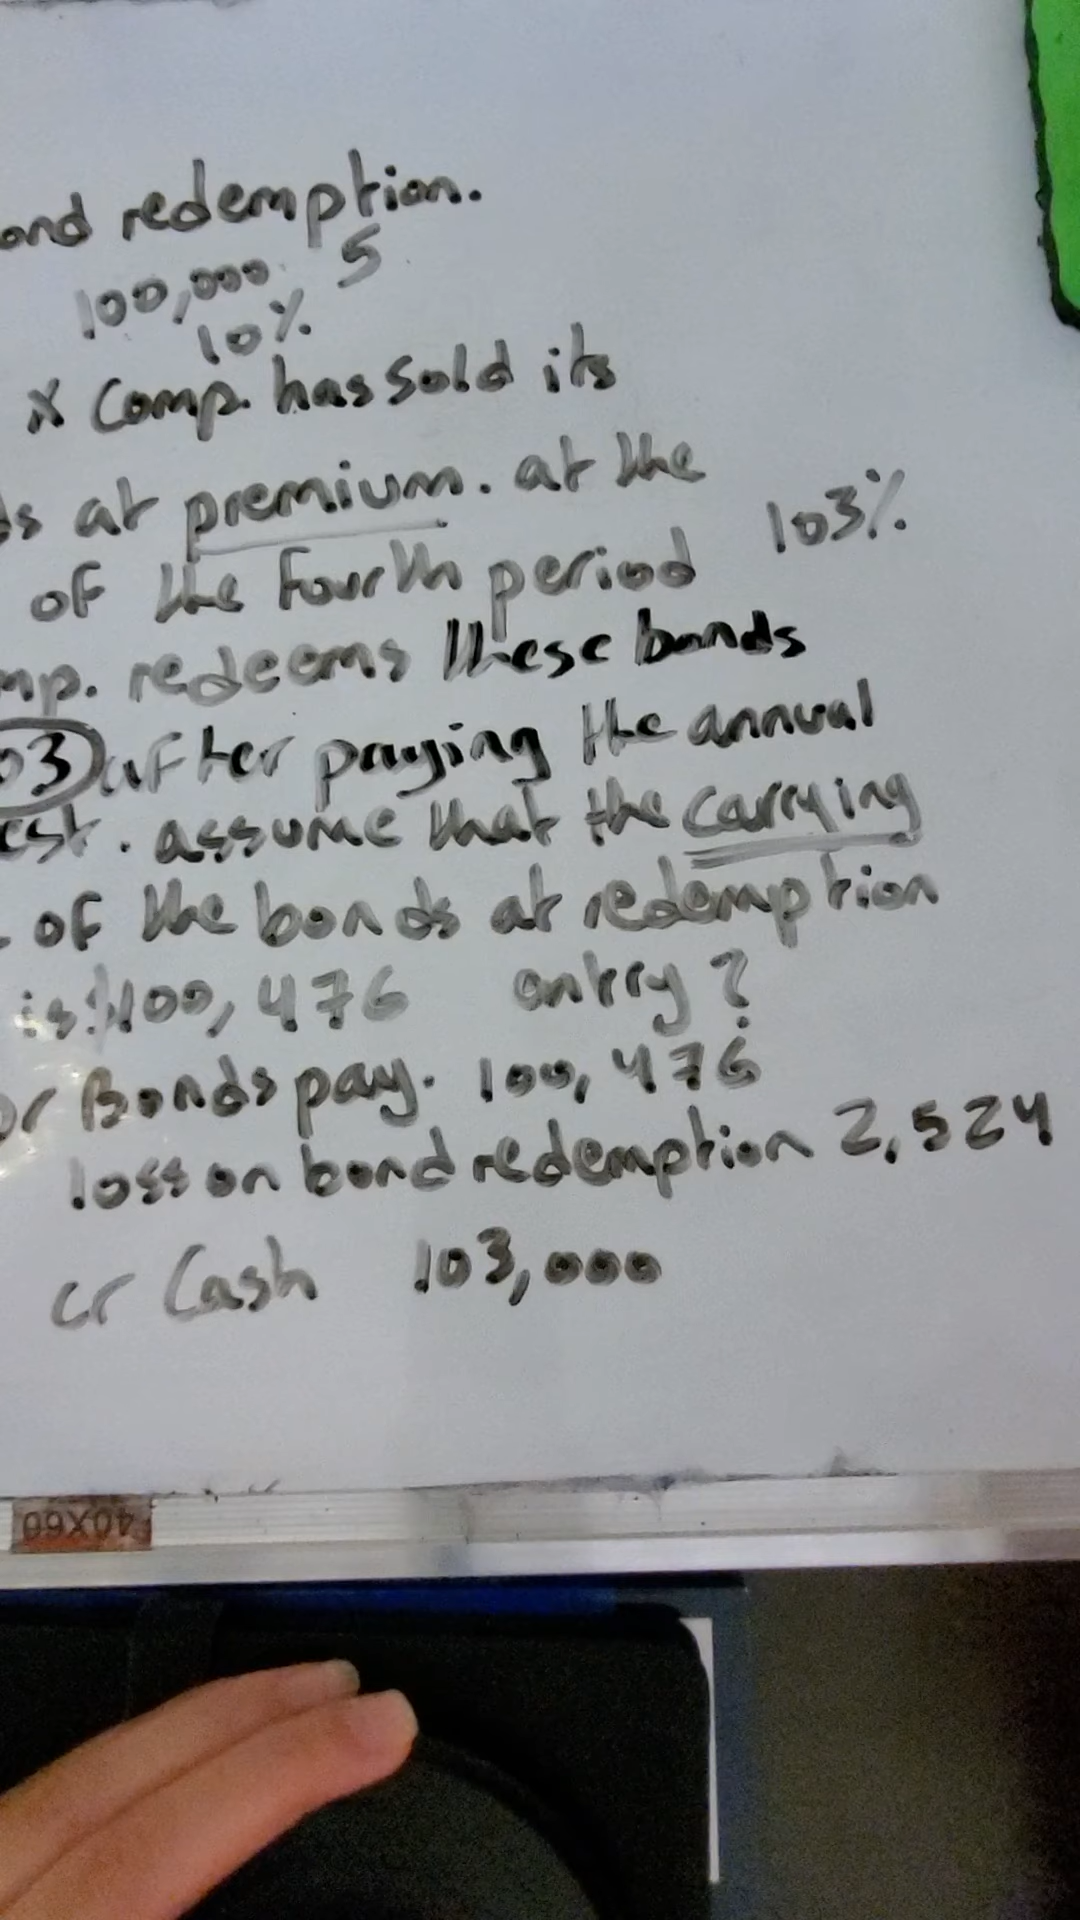 ond redemption.
100,000 5
10%
X Comp. has sold its
ds at premium. at the
103%
of the fourth period
mp. redeems these bonds
03 after paying the annual
est. assume that the carrying
of the bonds at redemption
is $100,476 entry?
Dr Bonds pay. 100,476
loss on bond redemption 2,524
cr Cash 103,000
40X60